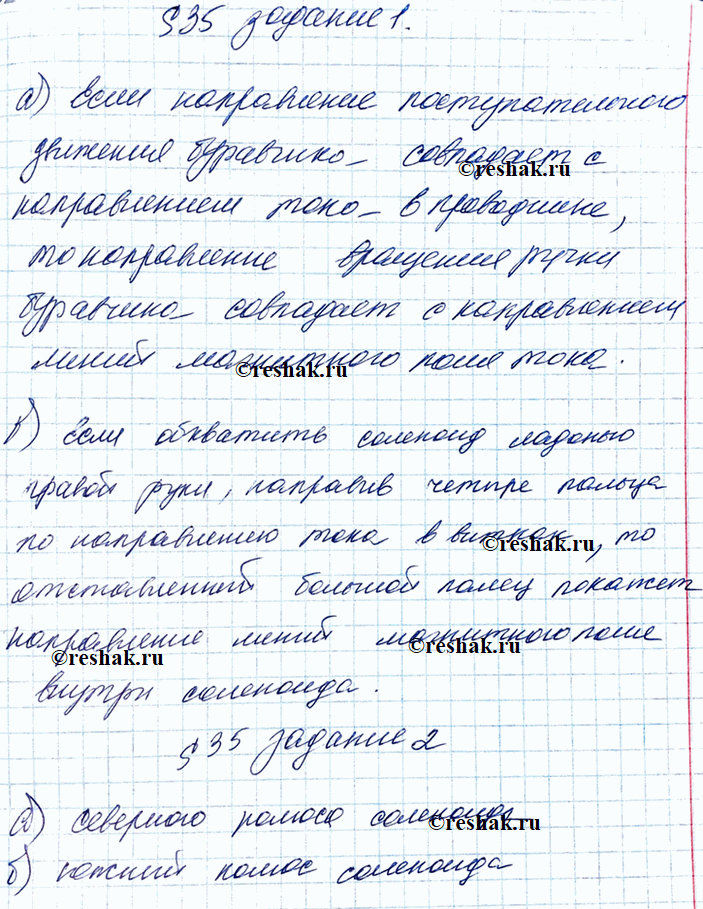 §35 задание 1.
а) Если направление поступательного
движения буравчика совпадает с
©reshak.ru
направлением тока в проводнике,
то направление вращения ручки
буравчика совпадает с направлением
линий магнитного поля тока.
©reshak.ru
б) Если обхватить соленоид ладонью
правой руки, направив четыре пальца
по направлению тока в витках, то
©reshak.ru
отставленный большой палец покажет
направление линий магнитного поля
©reshak.ru ©reshak.ru
внутри соленоида.
§35 задание 2
а) северного полюса соленоида
©reshak.ru
б) южный полюс соленоида